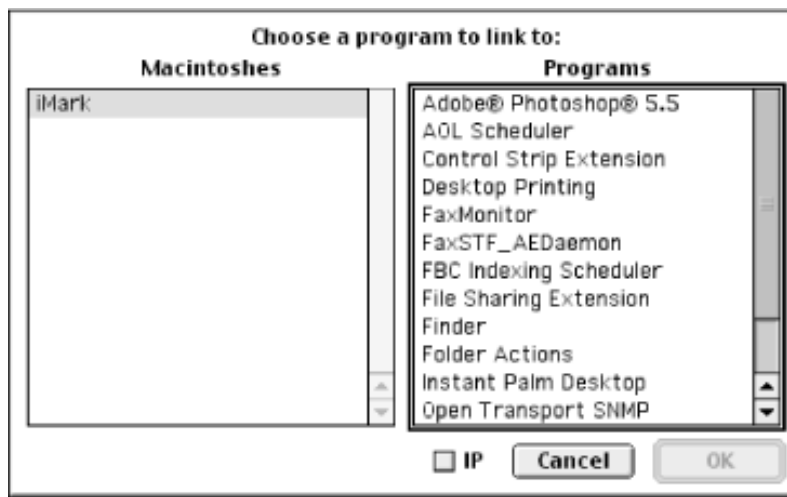 Choose a program to link to:
Macintoshes
Programs
iMark
Adobe® Photoshop® 5.5
AOL Scheduler
Control Strip Extension
Desktop Printing
FaxMonitor
FaxSTF_AEDaemon
FBC Indexing Scheduler
File Sharing Extension
Finder
Folder Actions
Instant Palm Desktop
Open Transport SNMP
IP
Cancel
OK